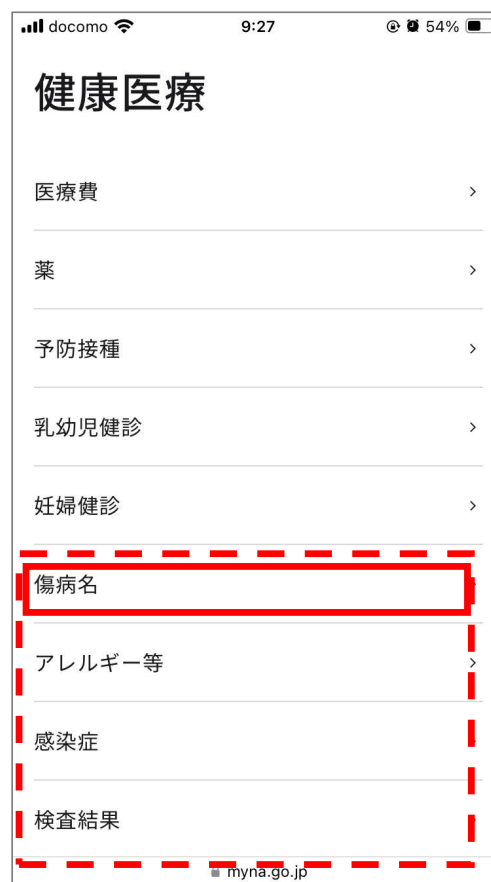 docomo 9:27 54%
健康医療
医療費
薬
予防接種
乳幼児健診
妊婦健診
傷病名
アレルギー等
感染症
検査結果
myna.go.jp